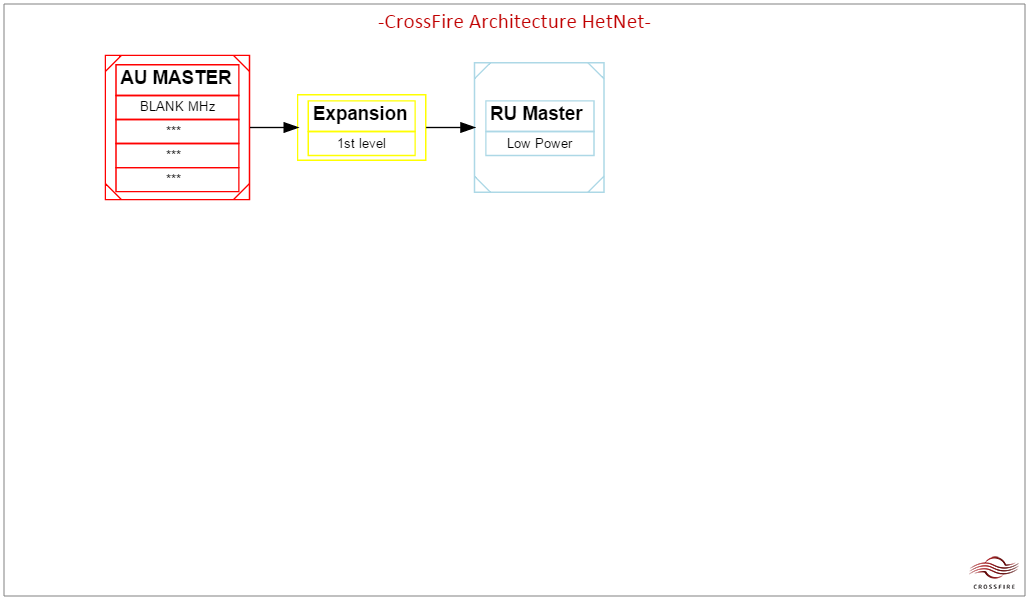 -CrossFire Architecture HetNet-
AU MASTER
BLANK MHz
***
***
***
Expansion
1st level
RU Master
Low Power
CROSSFIRE